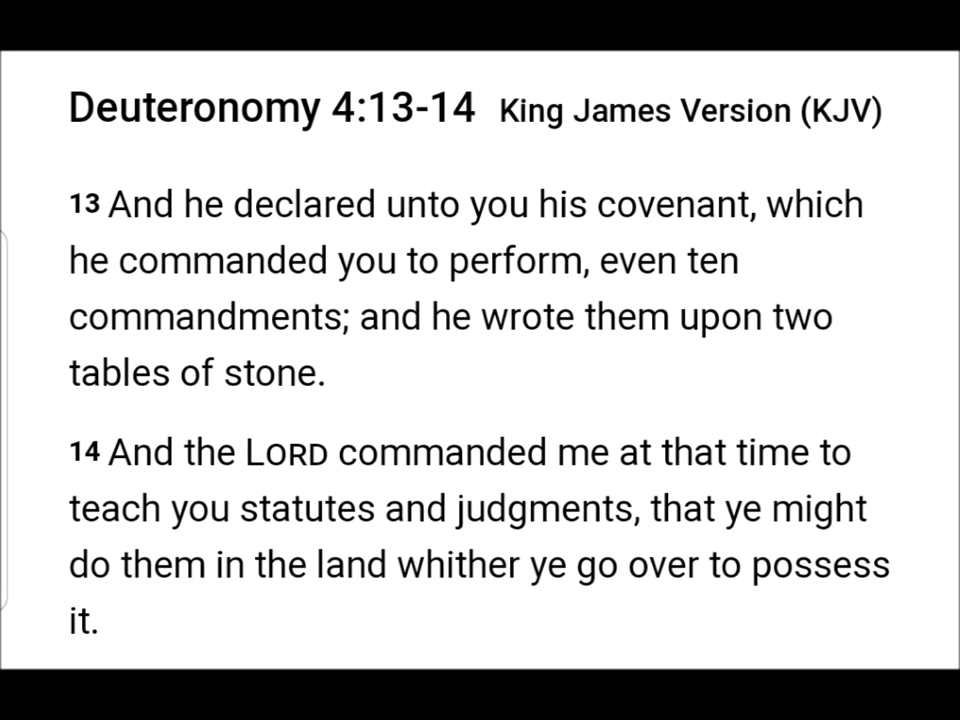 Deuteronomy 4:13-14 King James Version (KJV)
13 And he declared unto you his covenant, which
he commanded you to perform, even ten
commandments; and he wrote them upon two
tables of stone.
14 And the LORD commanded me at that time to
teach you statutes and judgments, that ye might
do them in the land whither ye go over to possess
it.